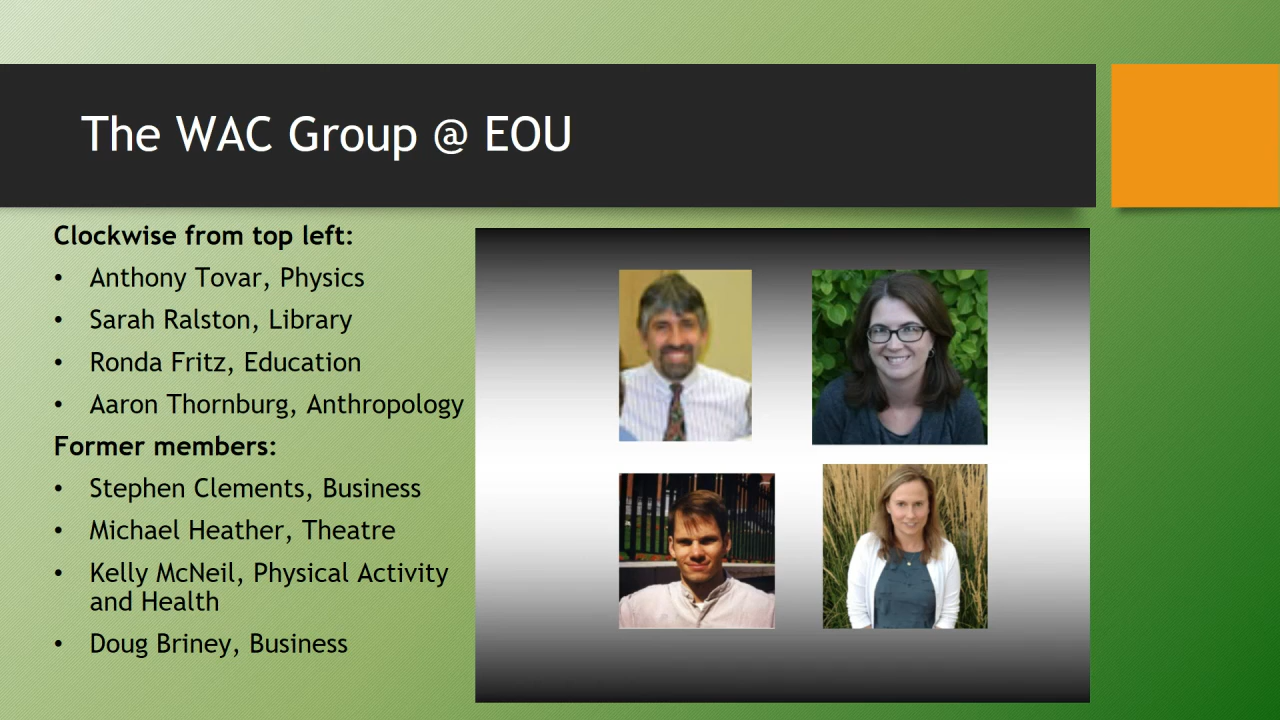 The WAC Group @ EOU
Clockwise from top left:
• Anthony Tovar, Physics
• Sarah Ralston, Library
• Ronda Fritz, Education
• Aaron Thornburg, Anthropology
Former members:
• Stephen Clements, Business
• Michael Heather, Theatre
• Kelly McNeil, Physical Activity
and Health
• Doug Briney, Business